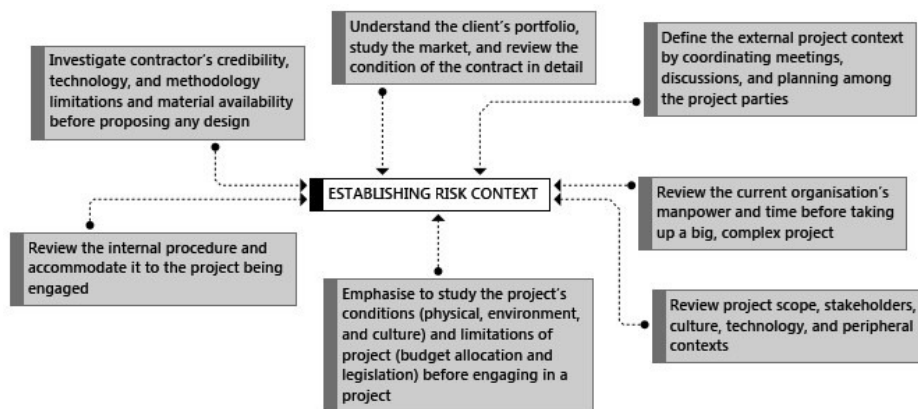 Understand the client's portfolio,
study the market, and review the
condition of the contract in detail
Define the external project context
by coordinating meetings,
discussions, and planning among
the project parties
Investigate contractor's credibility,
technology, and methodology
limitations and material availability
before proposing any design
ESTABLISHING RISK CONTEXT
Review the current organisation's
manpower and time before taking
up a big, complex project
Review the internal procedure and
accommodate it to the project being
engaged
Emphasise to study the project's
conditions (physical, environment,
and culture) and limitations of
project (budget allocation and
legislation) before engaging in a
project
Review project scope, stakeholders,
culture, technology, and peripheral
contexts